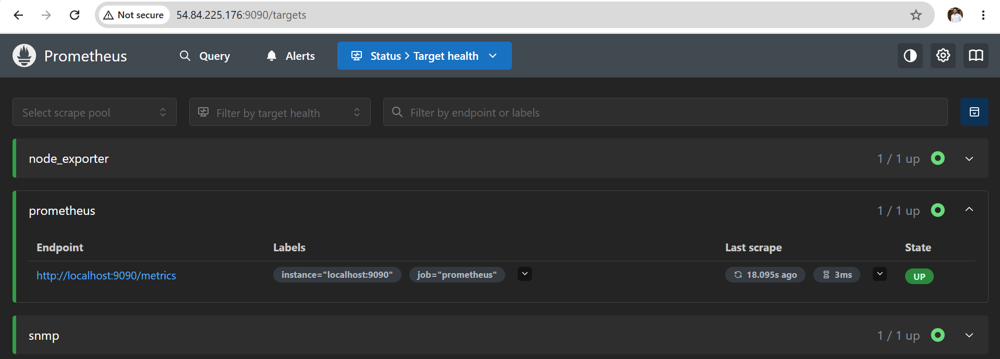 Not secure 54.84.225.176:9090/targets
Prometheus Query Alerts Status > Target health
Select scrape pool Filter by target health Filter by endpoint or labels
node_exporter 1 / 1 up
prometheus 1 / 1 up
Endpoint Labels Last scrape State
http://localhost:9090/metrics instance="localhost:9090" job="prometheus" 18.095s ago 3ms UP
snmp 1 / 1 up